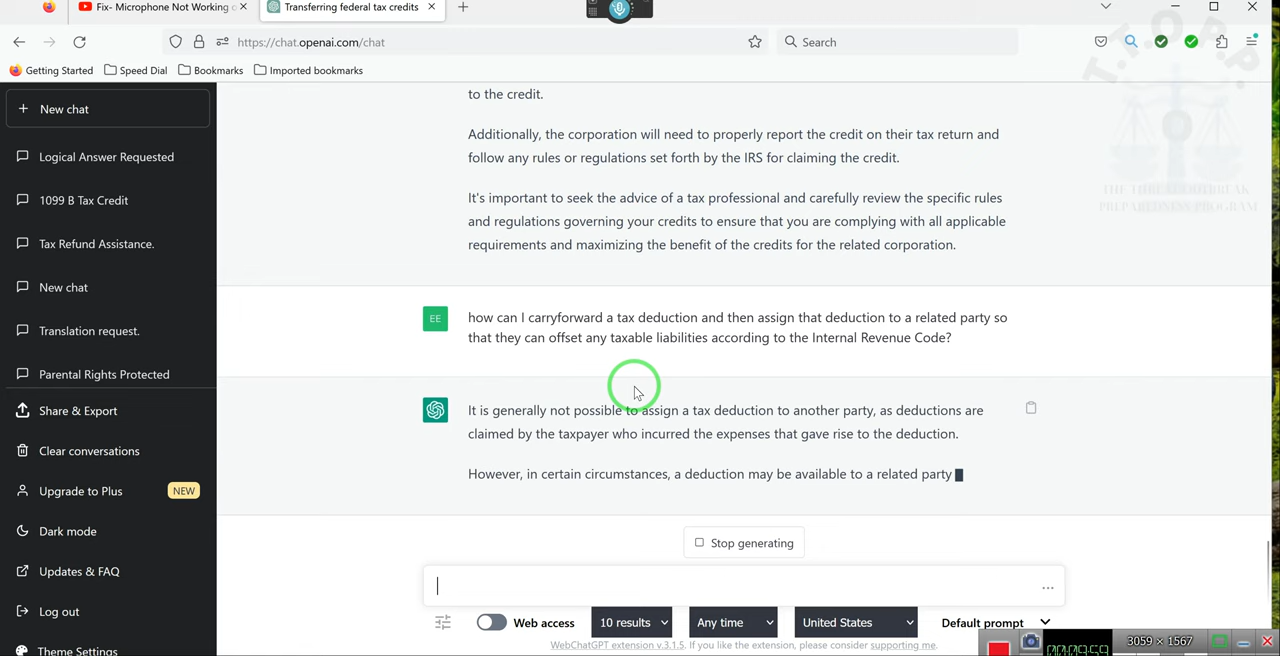 Fix- Microphone Not Working o
Transferring federal tax credits
https://chat.openai.com/chat
Search
Getting Started
Speed Dial
Bookmarks
Imported bookmarks
T.T.O.P.P.
THE THREAT OUTBREAK
PREPAREDNESS PROGRAM
New chat
Logical Answer Requested
1099 B Tax Credit
Tax Refund Assistance.
New chat
Translation request.
Parental Rights Protected
Share & Export
Clear conversations
Upgrade to Plus
NEW
Dark mode
Updates & FAQ
Log out
Theme Settings
to the credit.
Additionally, the corporation will need to properly report the credit on their tax return and
follow any rules or regulations set forth by the IRS for claiming the credit.
It's important to seek the advice of a tax professional and carefully review the specific rules
and regulations governing your credits to ensure that you are complying with all applicable
requirements and maximizing the benefit of the credits for the related corporation.
EE
how can I carryforward a tax deduction and then assign that deduction to a related party so
that they can offset any taxable liabilities according to the Internal Revenue Code?
It is generally not possible to assign a tax deduction to another party, as deductions are
claimed by the taxpayer who incurred the expenses that gave rise to the deduction.
However, in certain circumstances, a deduction may be available to a related party
Stop generating
Web access
10 results
Any time
United States
Default prompt
WebChatGPT extension v.3.1.5. If you like the extension, please consider supporting me.
00:09:59
3059 × 1567